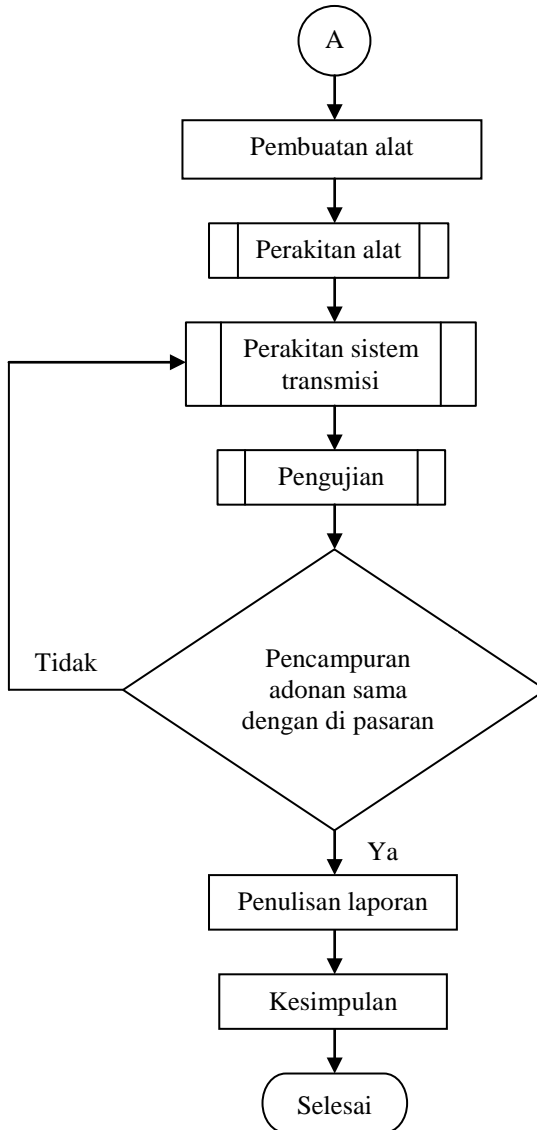 A
Pembuatan alat
Perakitan alat
Perakitan sistem
transmisi
Pengujian
Tidak
Pencampuran
adonan sama
dengan di pasaran
Ya
Penulisan laporan
Kesimpulan
Selesai